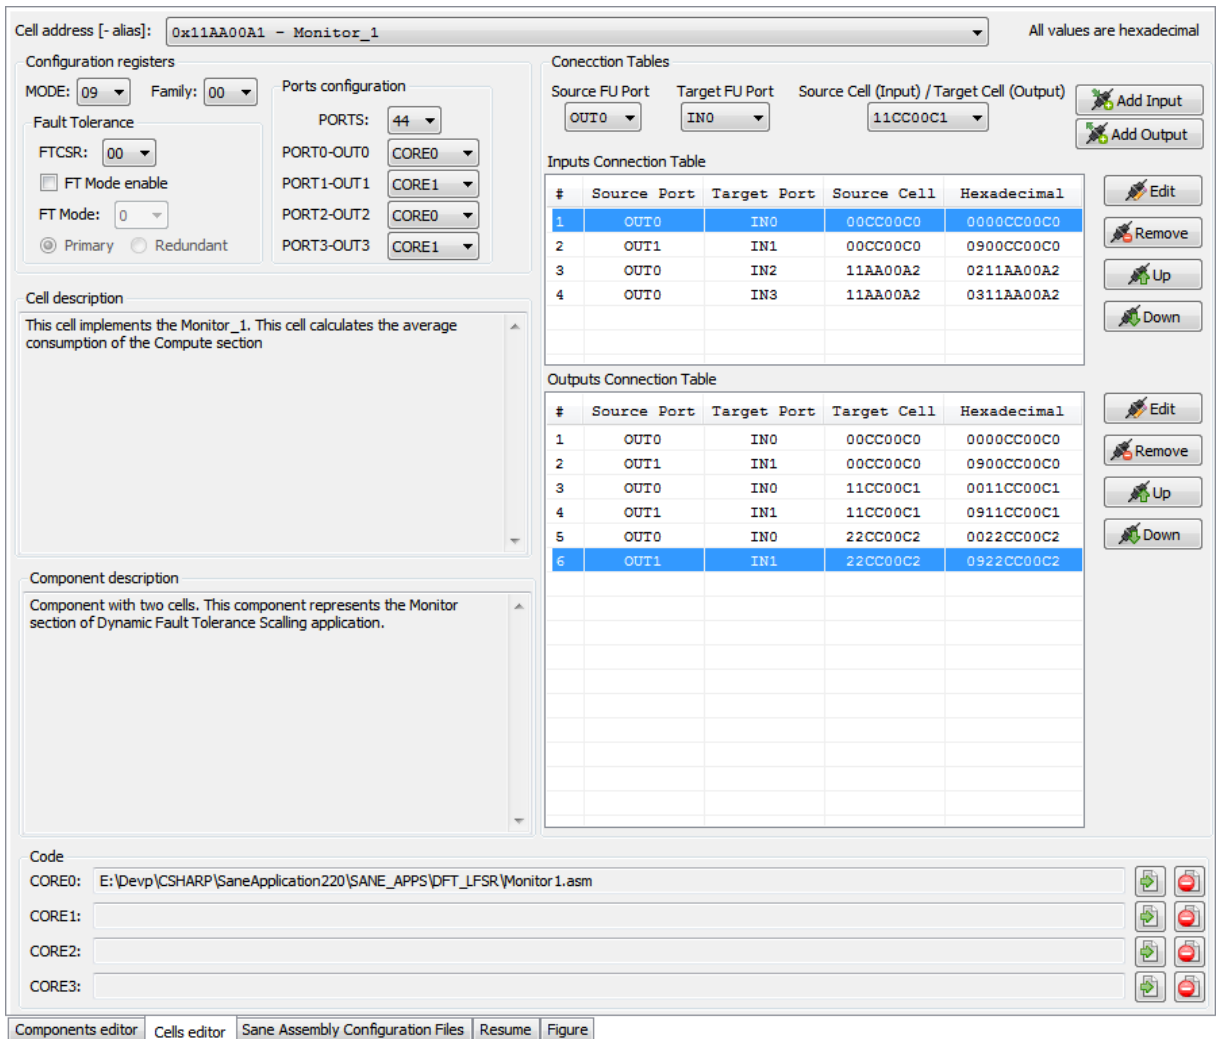 Cell address [- alias]: 0x11AA00A1 - Monitor_1 All values are hexadecimal
Configuration registers
MODE: 09 Family: 00
Fault Tolerance
FTCSR: 00
FT Mode enable
FT Mode: 0
Primary Redundant
Ports configuration
PORTS: 44
PORT0-OUT0 CORE0
PORT1-OUT1 CORE1
PORT2-OUT2 CORE0
PORT3-OUT3 CORE1
Cell description
This cell implements the Monitor_1. This cell calculates the average
consumption of the Compute section
Component description
Component with two cells. This component represents the Monitor
section of Dynamic Fault Tolerance Scalling application.
Conecction Tables
Source FU Port Target FU Port Source Cell (Input) / Target Cell (Output)
OUT0 IN0 11CC00C1
Add Input
Add Output
Inputs Connection Table
# Source Port Target Port Source Cell Hexadecimal
1 OUT0 IN0 00CC00C0 0000CC00C0
2 OUT1 IN1 00CC00C0 0900CC00C0
3 OUT0 IN2 11AA00A2 0211AA00A2
4 OUT0 IN3 11AA00A2 0311AA00A2
Edit
Remove
Up
Down
Outputs Connection Table
# Source Port Target Port Target Cell Hexadecimal
1 OUT0 IN0 00CC00C0 0000CC00C0
2 OUT1 IN1 00CC00C0 0900CC00C0
3 OUT0 IN0 11CC00C1 0011CC00C1
4 OUT1 IN1 11CC00C1 0911CC00C1
5 OUT0 IN0 22CC00C2 0022CC00C2
6 OUT1 IN1 22CC00C2 0922CC00C2
Edit
Remove
Up
Down
Code
CORE0: E:\Devp\CSHARP\SaneApplication220\SANE_APPS\DFT_LFSR\Monitor1.asm
CORE1:
CORE2:
CORE3:
Components editor Cells editor Sane Assembly Configuration Files Resume Figure